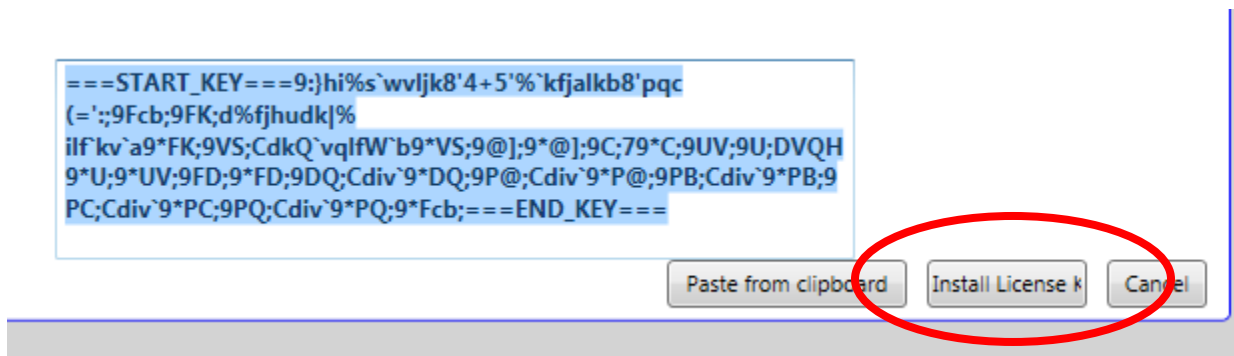 ===START_KEY===9:}hi%s`wvljk8'4+5'%`kfjalkb8'pqc
(=':;9Fcb;9FK;d%fjhudk|%
ilf`kv`a9*FK;9VS;CdkQ`vqlfW`b9*VS;9@];9*@];9C;79*C;9UV;9U;DVQH
9*U;9*UV;9FD;9*FD;9DQ;Cdiv`9*DQ;9P@;Cdiv`9*P@;9PB;Cdiv`9*PB;9
PC;Cdiv`9*PC;9PQ;Cdiv`9*PQ;9*Fcb;===END_KEY===
Paste from clipboard Install License K Cancel